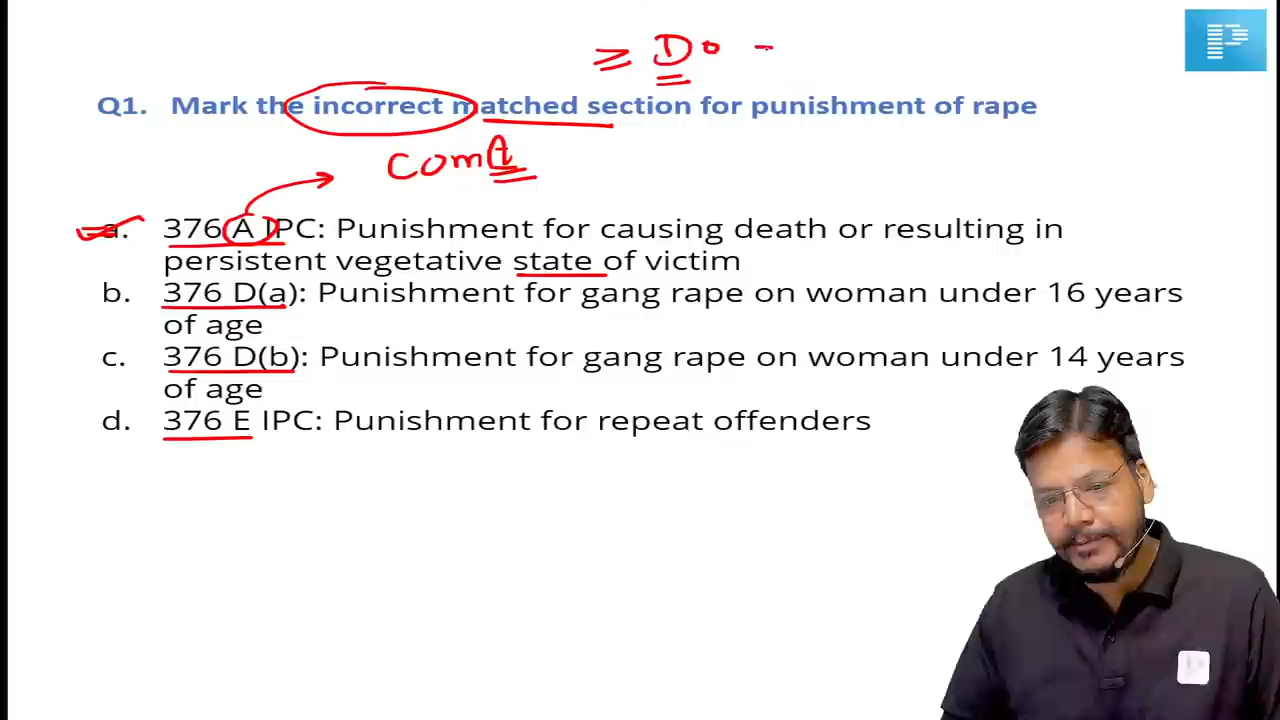 ≥ Do -
Q1. Mark the incorrect matched section for punishment of rape
ComA
a. 376 A IPC: Punishment for causing death or resulting in
persistent vegetative state of victim
b. 376 D(a): Punishment for gang rape on woman under 16 years
of age
c. 376 D(b): Punishment for gang rape on woman under 14 years
of age
d. 376 E IPC: Punishment for repeat offenders